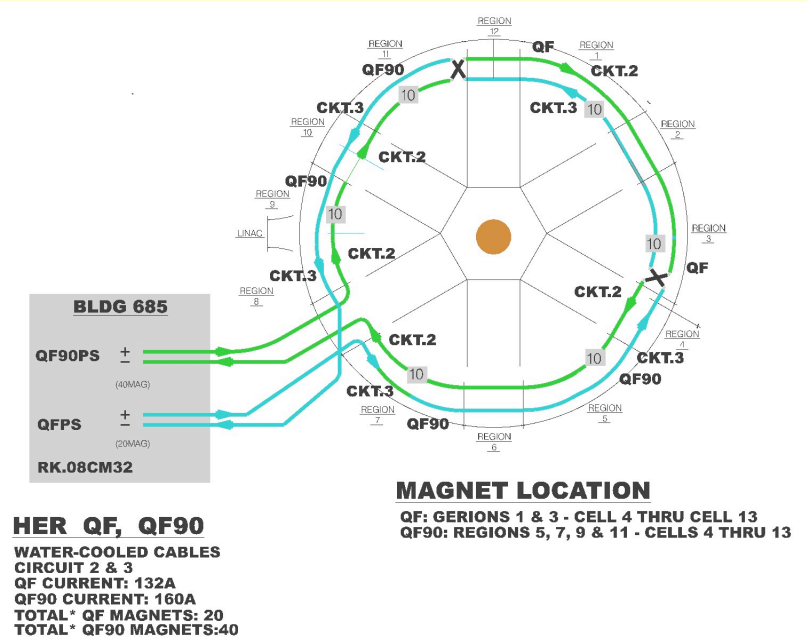 REGION
12
REGION
11
QF
REGION
1
QF90
CKT.2
10
CKT.3
CKT.3
10
REGION
10
REGION
2
CKT.2
QF90
REGION
9
10
REGION
3
LINAC
10
CKT.2
QF
CKT.3
REGION
8
CKT.2
BLDG 685
REGION
4
QF90PS
+
−
CKT.2
CKT.3
10
(40MAG)
10
QF90
CKT.3
QFPS
+
−
REGION
7
REGION
5
QF90
(20MAG)
REGION
6
RK.08CM32
MAGNET LOCATION
QF: GERIONS 1 & 3 - CELL 4 THRU CELL 13
QF90: REGIONS 5, 7, 9 & 11 - CELLS 4 THRU 13
HER QF, QF90
WATER-COOLED CABLES
CIRCUIT 2 & 3
QF CURRENT: 132A
QF90 CURRENT: 160A
TOTAL* QF MAGNETS: 20
TOTAL* QF90 MAGNETS:40